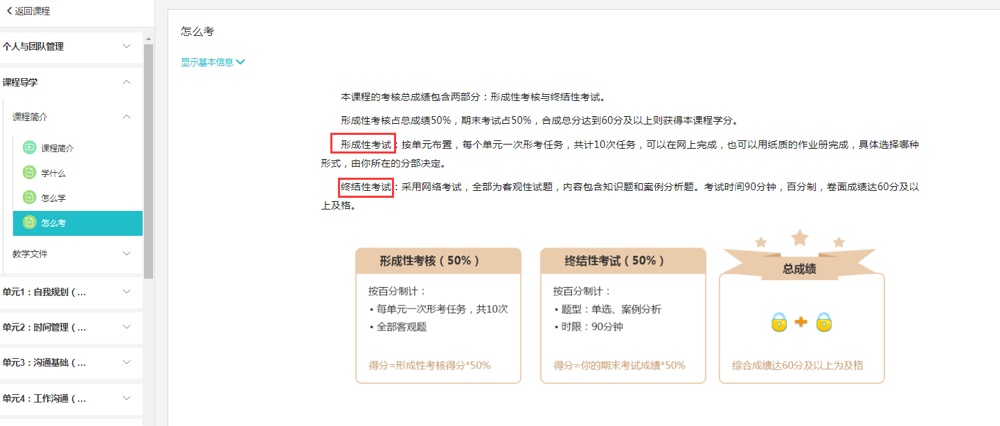 返回课程
个人与团队管理
课程导学
课程简介
课程简介
学什么
怎么学
怎么考
教学文件
单元1：自我规划（...
单元2：时间管理（...
单元3：沟通基础（...
单元4：工作沟通（...
怎么考
显示基本信息
本课程的考核总成绩包含两部分：形成性考核与终结性考试。
形成性考核占总成绩50%，期末考试占50%，合成总分达到60分及以上则获得本课程学分。
形成性考试：按单元布置，每个单元一次形考任务，共计10次任务，可以在网上完成，也可以用纸质的作业册完成，具体选择哪种
形式，由你所在的分部决定。
终结性考试：采用网络考试，全部为客观性试题，内容包含知识题和案例分析题。考试时间90分钟，百分制，卷面成绩达60分及以
上及格。
形成性考核（50%）
按百分制计：
• 每单元一次形考任务，共10次
• 全部客观题
得分=形成性考核得分*50%
终结性考试（50%）
按百分制计：
• 题型：单选、案例分析
• 时限：90分钟
得分=你的期末考试成绩*50%
总成绩
综合成绩达60分及以上为及格